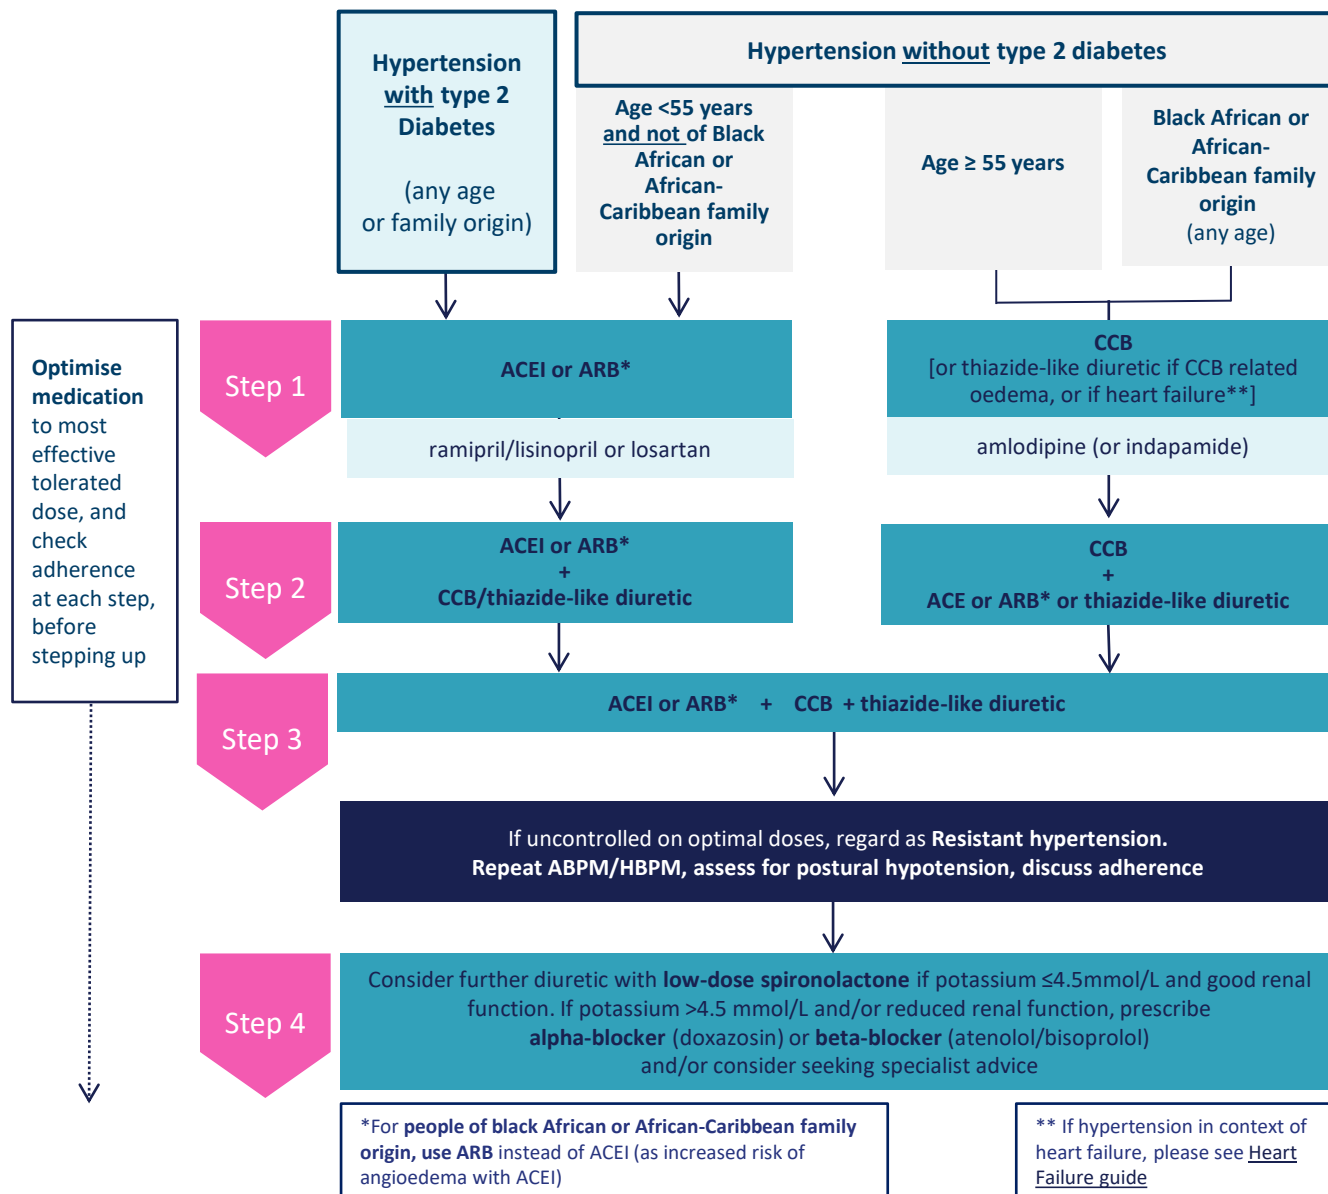 Hypertension
with type 2
Diabetes
(any age
or family origin)
Hypertension without type 2 diabetes
Age <55 years
and not of Black
African or
African-
Caribbean family
origin
Age ≥ 55 years
Black African or
African-
Caribbean family
origin
(any age)
Optimise
medication
to most
effective
tolerated
dose, and
check
adherence
at each step,
before
stepping up
Step 1
ACEI or ARB*
ramipril/lisinopril or losartan
CCB
[or thiazide-like diuretic if CCB related
oedema, or if heart failure**]
amlodipine (or indapamide)
Step 2
ACEI or ARB*
+
CCB/thiazide-like diuretic
CCB
+
ACE or ARB* or thiazide-like diuretic
Step 3
ACEI or ARB* + CCB + thiazide-like diuretic
If uncontrolled on optimal doses, regard as Resistant hypertension.
Repeat ABPM/HBPM, assess for postural hypotension, discuss adherence
Step 4
Consider further diuretic with low-dose spironolactone if potassium ≤4.5mmol/L and good renal
function. If potassium >4.5 mmol/L and/or reduced renal function, prescribe
alpha-blocker (doxazosin) or beta-blocker (atenolol/bisoprolol)
and/or consider seeking specialist advice
*For people of black African or African-Caribbean family
origin, use ARB instead of ACEI (as increased risk of
angioedema with ACEI)
** If hypertension in context of
heart failure, please see Heart
Failure guide